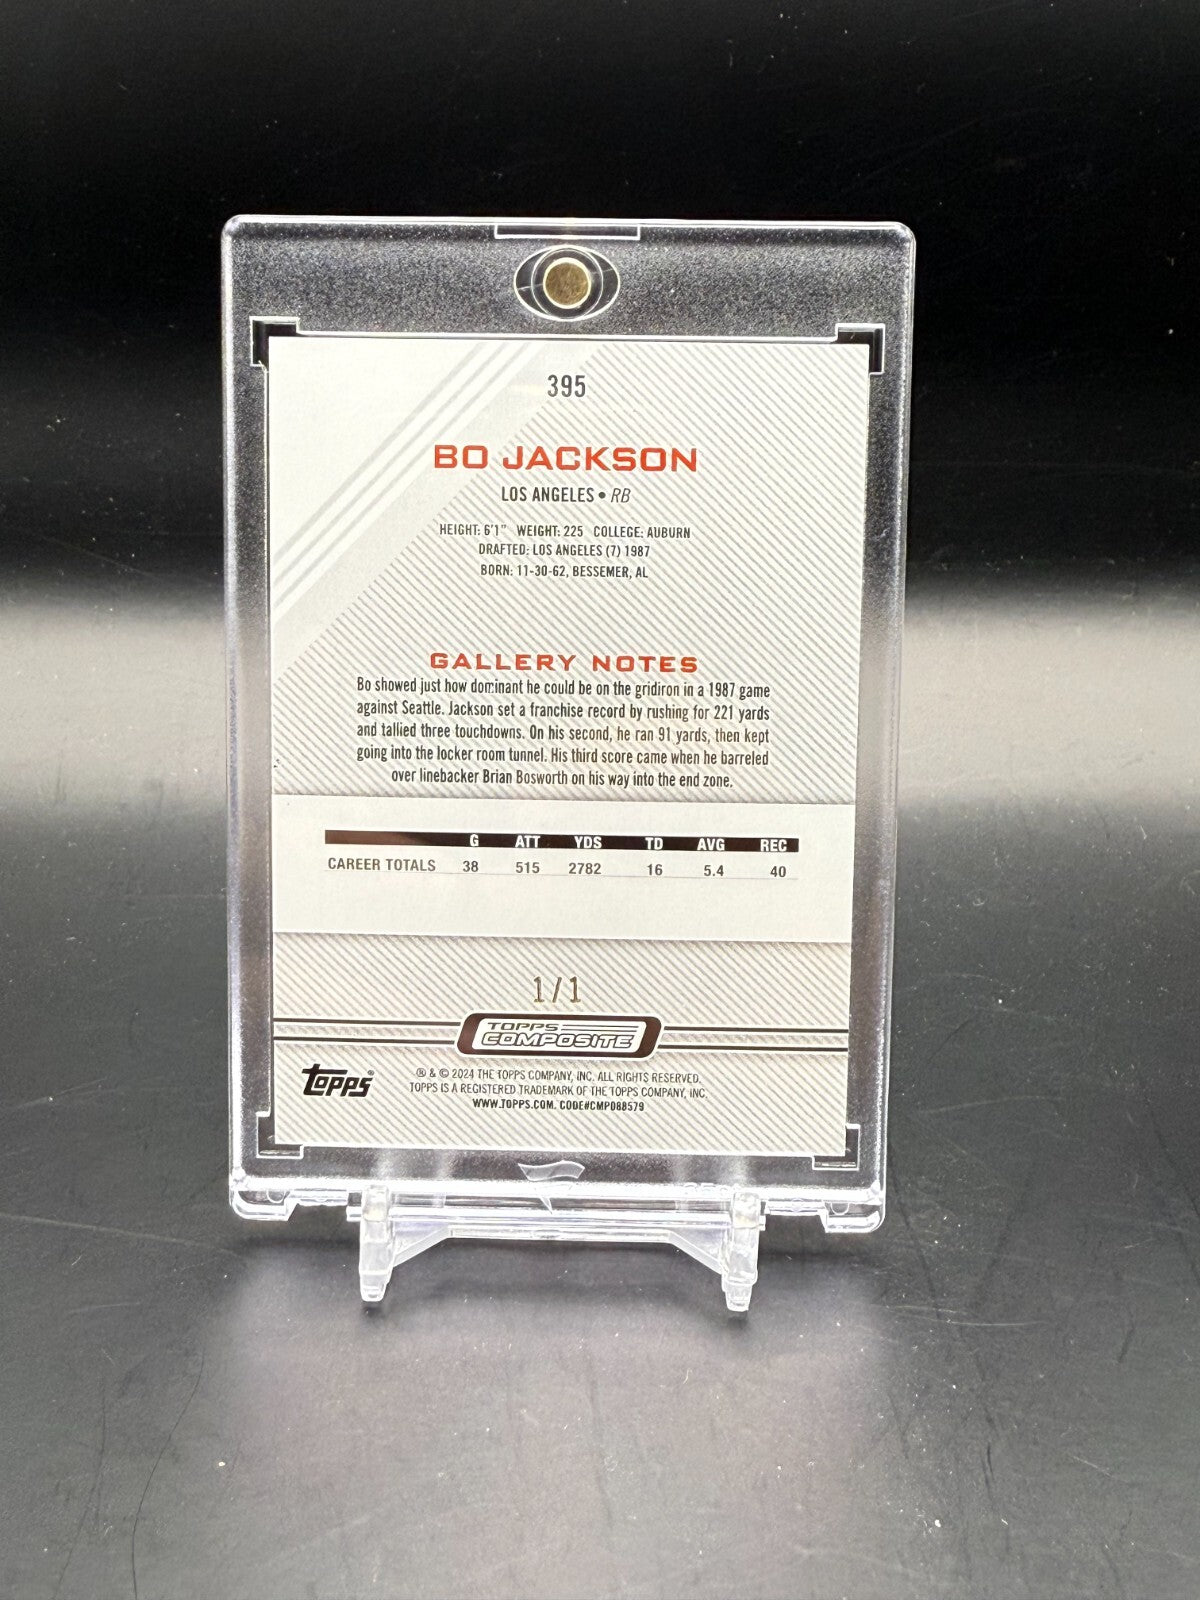 395
BO JACKSON
LOS ANGELES • RB
HEIGHT: 6'1" WEIGHT: 225 COLLEGE: AUBURN
DRAFTED: LOS ANGELES (7) 1987
BORN: 11-30-62, BESSEMER, AL
GALLERY NOTES
Bo showed just how dominant he could be on the gridiron in a 1987 game
against Seattle. Jackson set a franchise record by rushing for 221 yards
and tallied three touchdowns. On his second, he ran 91 yards, then kept
going into the locker room tunnel. His third score came when he barreled
over linebacker Brian Bosworth on his way into the end zone.
G ATT YDS TD AVG REC
CAREER TOTALS 38 515 2782 16 5.4 40
1/1
TOPPS
COMPOSITE
topps®
® & © 2024 THE TOPPS COMPANY, INC. ALL RIGHTS RESERVED.
TOPPS IS A REGISTERED TRADEMARK OF THE TOPPS COMPANY, INC.
WWW.TOPPS.COM. CODE#CMP088579